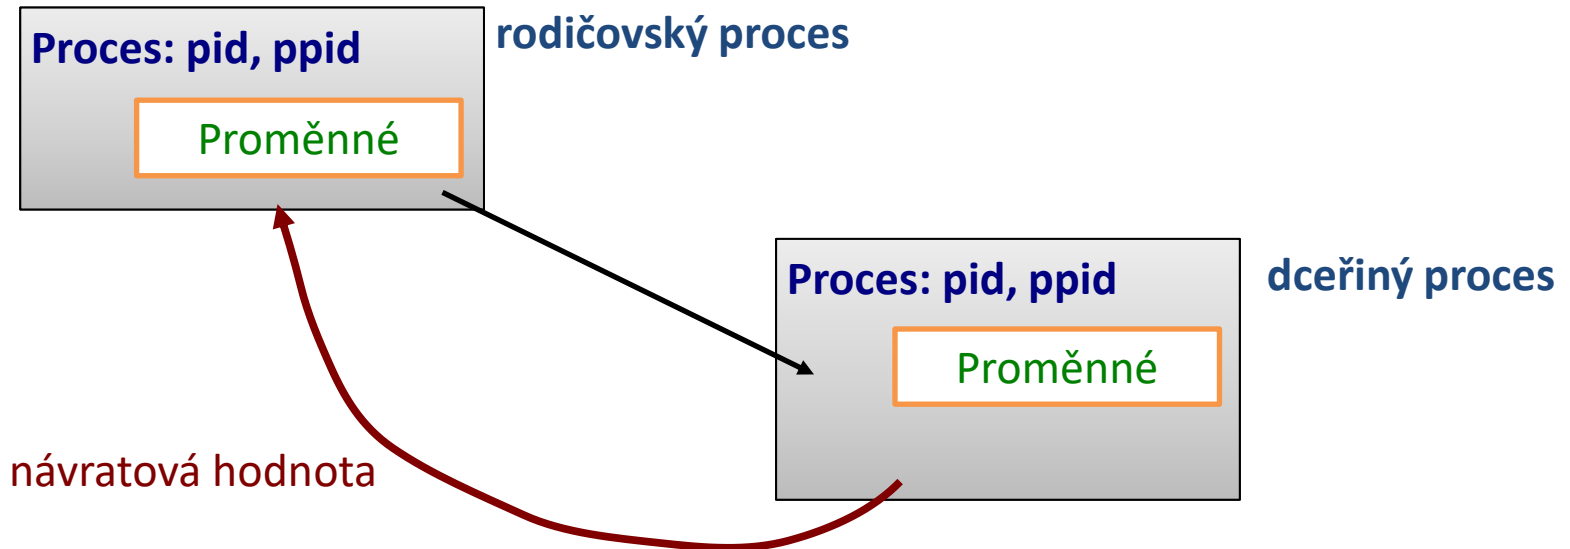 rodičovský proces
Proces: pid, ppid
Proměnné
Proces: pid, ppid
dceřiný proces
Proměnné
návratová hodnota